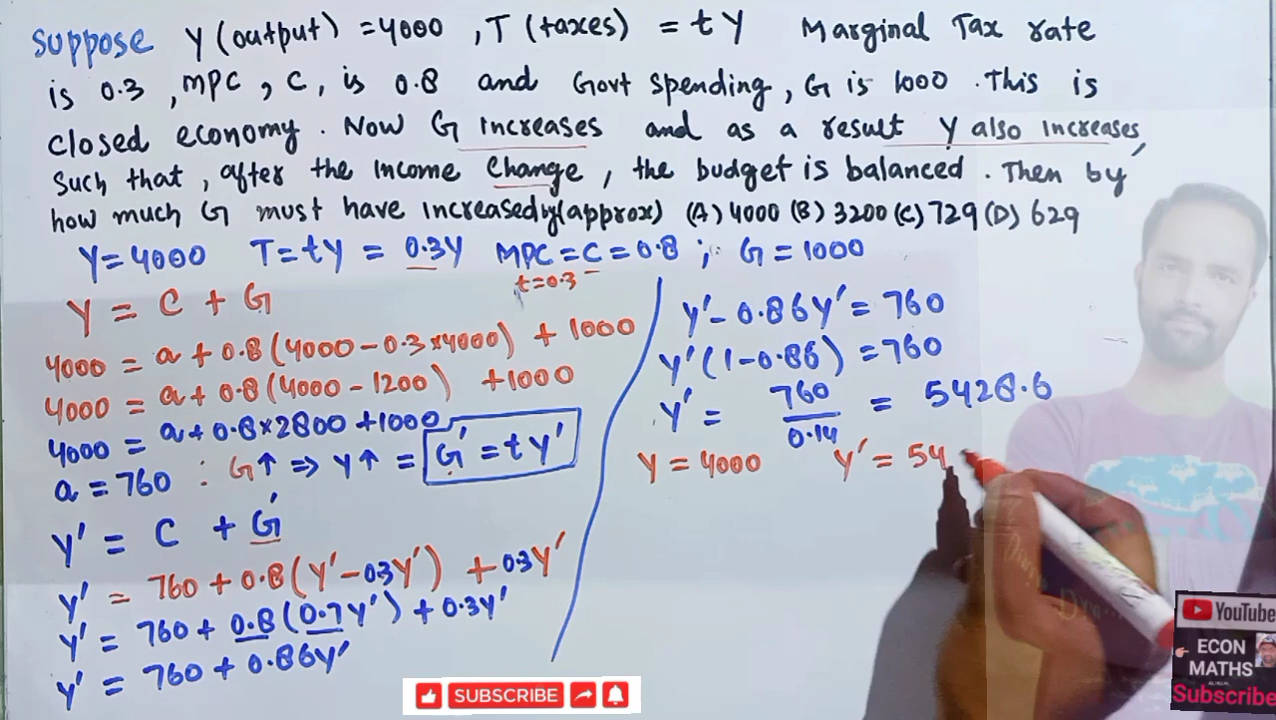 Suppose Y (output) = 4000 , T (taxes) = t Y Marginal Tax rate
is 0.3 , MPC , C , is 0.8 and Govt Spending , G is 1000 . This is
closed economy . Now G increases and as a result Y also increases ,
Such that , after the Income Change , the budget is balanced . Then by
how much G must have increased by (approx) (A) 4000 (B) 3200 (C) 729 (D) 629
Y = 4000 T = tY = 0.3Y MPC = C = 0.8 ; G = 1000
t = 0.3
Y = C + G
4000 = a + 0.8 (4000 - 0.3 x 4000) + 1000
4000 = a + 0.8 (4000 - 1200) + 1000
4000 = a + 0.8 x 2800 + 1000
a = 760 : G↑ ⇒ Y↑ = G' = t Y'
Y' = C + G'
Y' = 760 + 0.8 (Y' - 03Y') + 03Y'
Y' = 760 + 0.8 (0.7Y') + 0.3Y'
Y' = 760 + 0.86Y'
Y' - 0.86Y' = 760
Y' (1 - 0.86) = 760
Y' = 760 / 0.14 = 5428.6
Y = 4000 Y' = 54
YouTube
ECON
MATHS
Subscribe
SUBSCRIBE